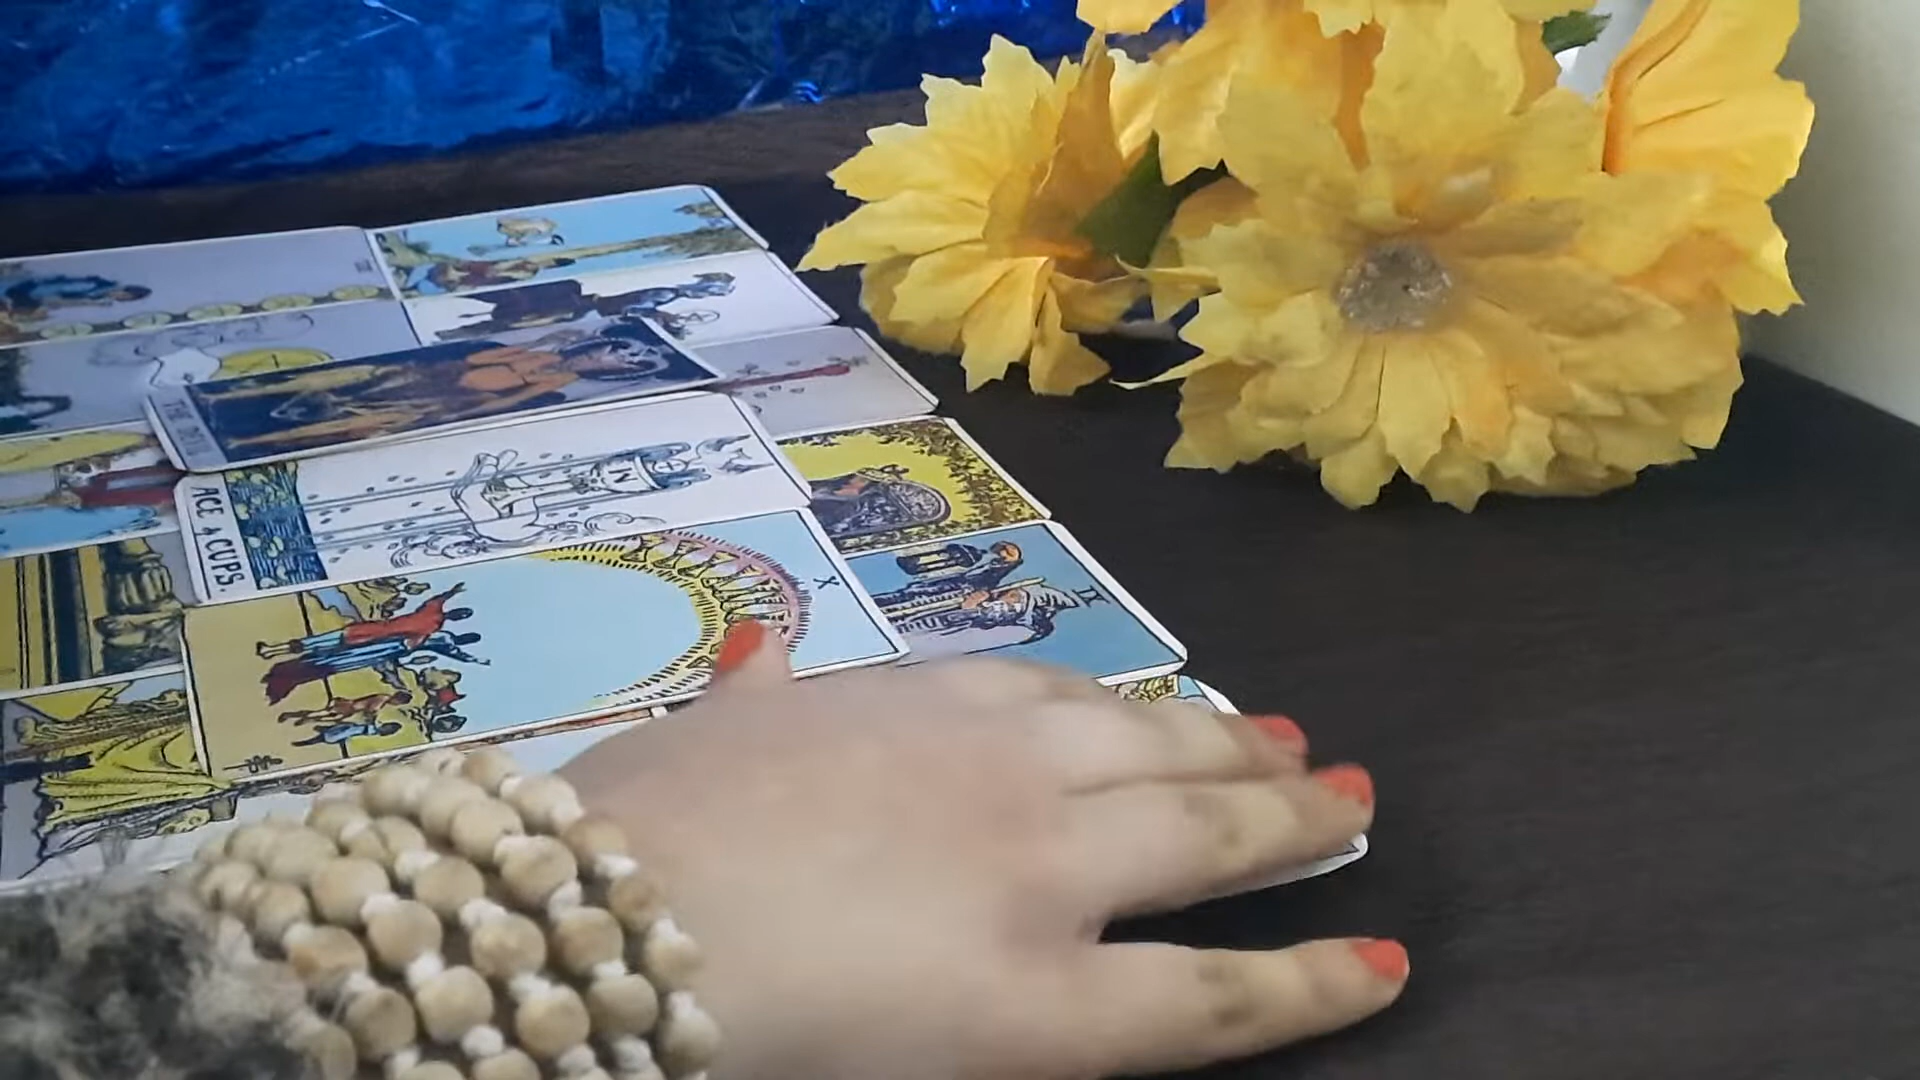 THE DEVIL
ACE of CUPS.
X
II